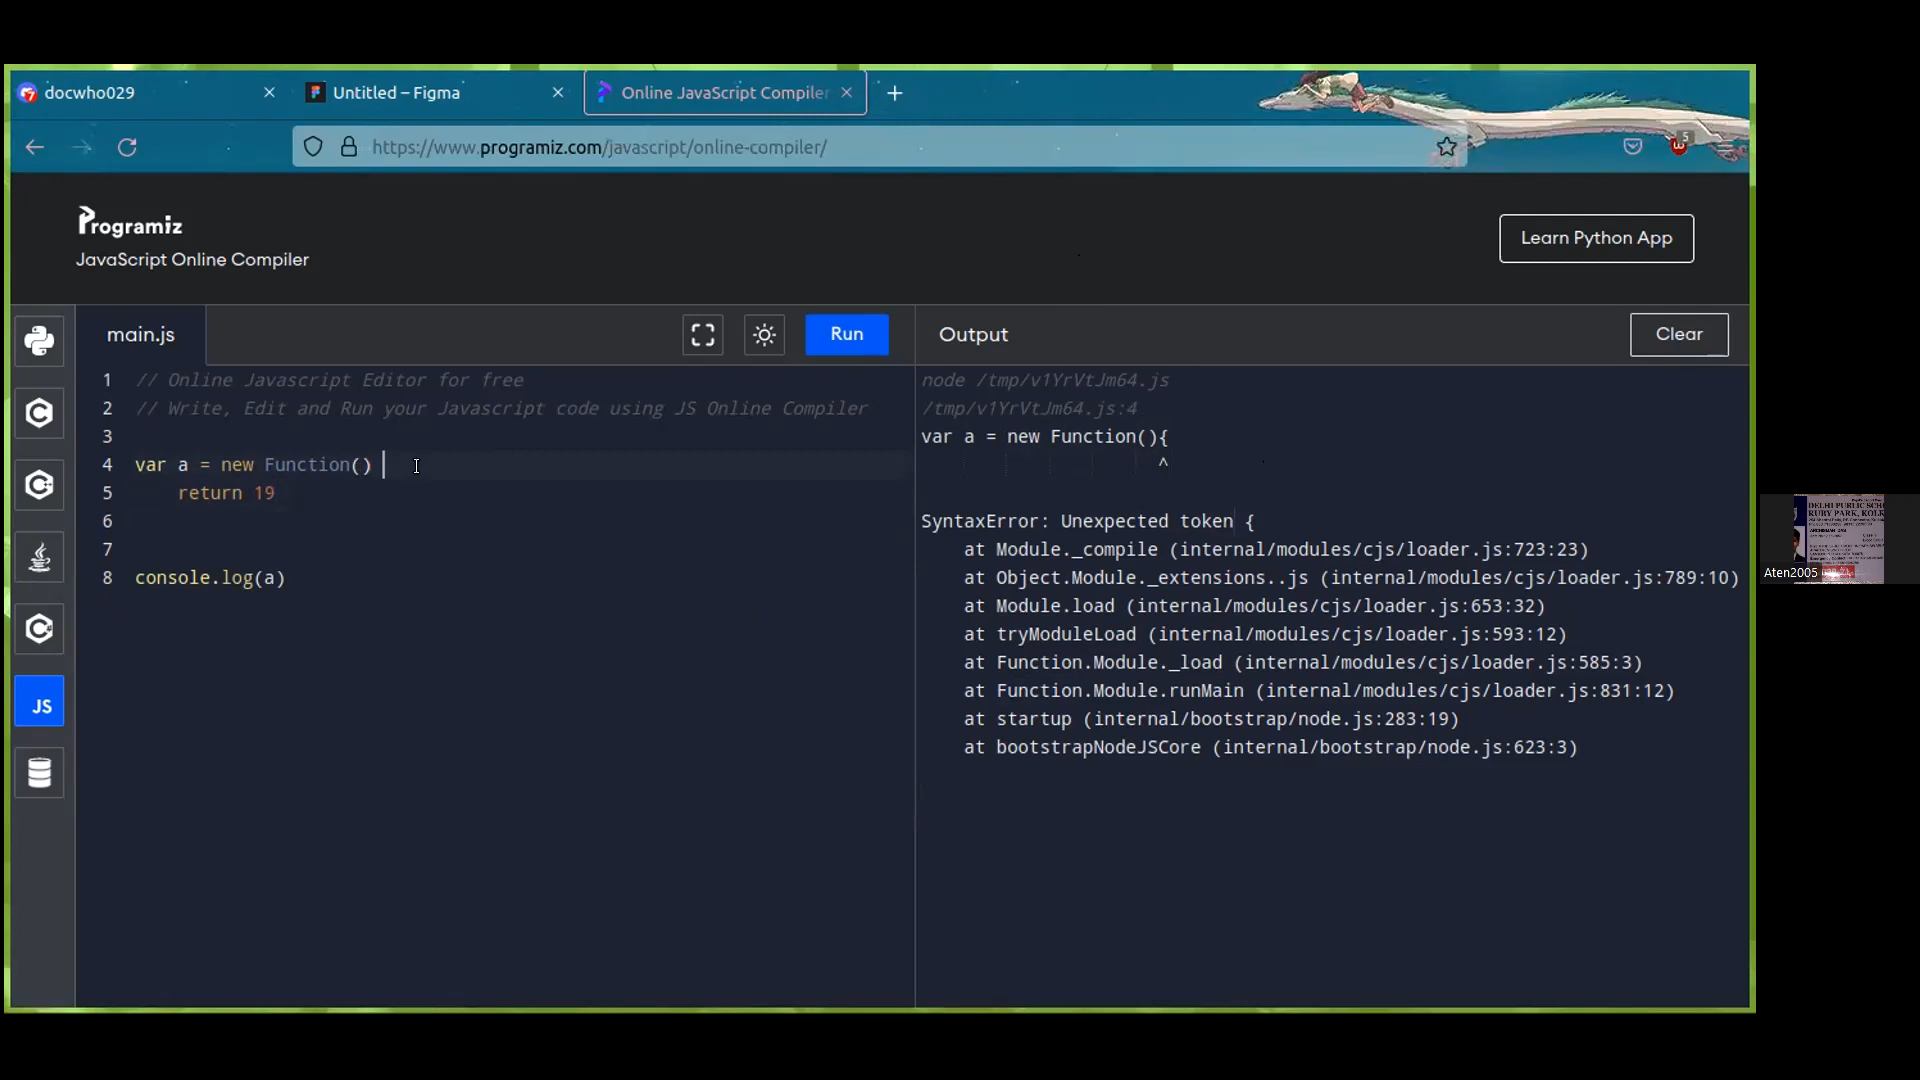 docwho029
Untitled – Figma
Online JavaScript Compiler
https://www.programiz.com/javascript/online-compiler/
5
Programiz
JavaScript Online Compiler
Learn Python App
main.js
Run
Output
Clear
1 // Online Javascript Editor for free
2 // Write, Edit and Run your Javascript code using JS Online Compiler
3
4 var a = new Function()
5 return 19
6
7
8 console.log(a)
JS
node /tmp/v1YrVtJm64.js
/tmp/v1YrVtJm64.js:4
var a = new Function(){
^
SyntaxError: Unexpected token {
at Module._compile (internal/modules/cjs/loader.js:723:23)
at Object.Module._extensions..js (internal/modules/cjs/loader.js:789:10)
at Module.load (internal/modules/cjs/loader.js:653:32)
at tryModuleLoad (internal/modules/cjs/loader.js:593:12)
at Function.Module._load (internal/modules/cjs/loader.js:585:3)
at Function.Module.runMain (internal/modules/cjs/loader.js:831:12)
at startup (internal/bootstrap/node.js:283:19)
at bootstrapNodeJSCore (internal/bootstrap/node.js:623:3)
DELHI PUBLIC
RUBY PARK,
Aten2005